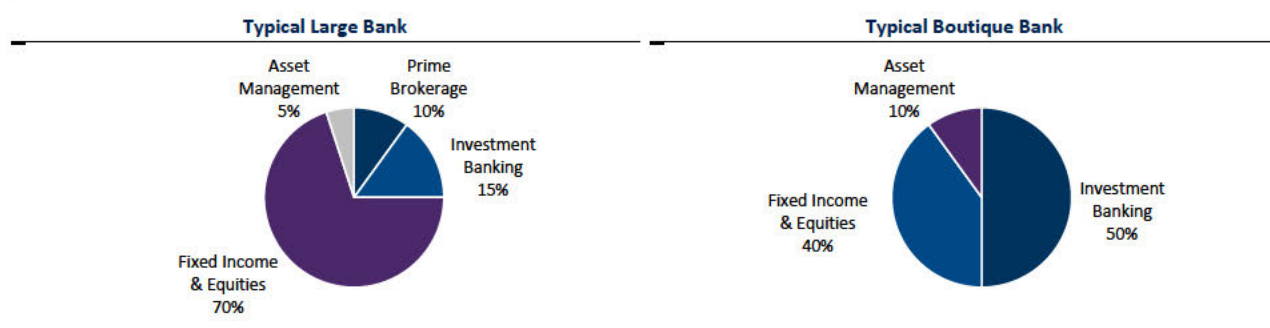 Typical Large Bank
Asset
Management
5%
Prime
Brokerage
10%
Investment
Banking
15%
Fixed Income
& Equities
70%
Typical Boutique Bank
Asset
Management
10%
Fixed Income
& Equities
40%
Investment
Banking
50%